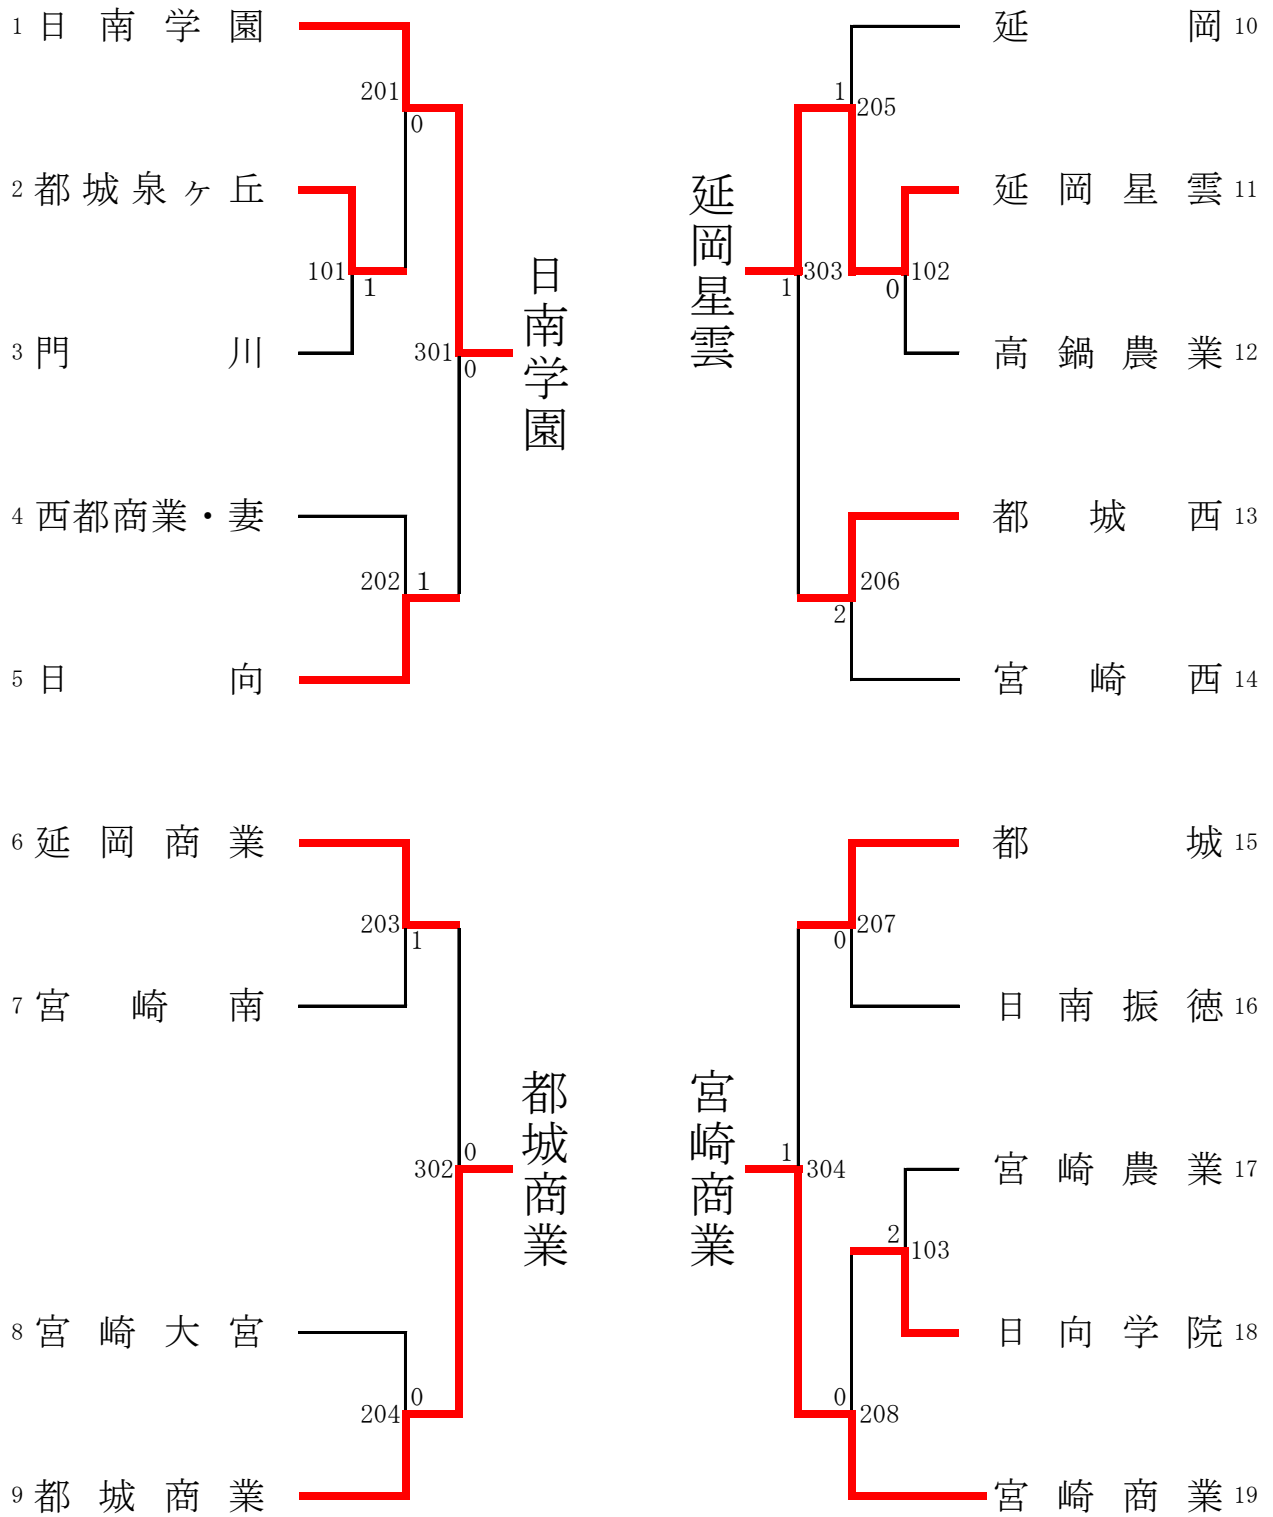 1 日南学園
201
0
2 都城泉ヶ丘
101
1
3 門川
301
0
日南学園
4 西都商業・妻
202
1
5 日向
6 延岡商業
203
1
7 宮崎南
302
0
都城商業
8 宮崎大宮
204
0
9 都城商業
延岡 10
1
205
延岡星雲 11
延岡星雲
1
303
0
102
高鍋農業 12
都城西 13
206
2
宮崎西 14
都城 15
0
207
日南振徳 16
宮崎商業
1
304
宮崎農業 17
2
103
日向学院 18
0
208
宮崎商業 19